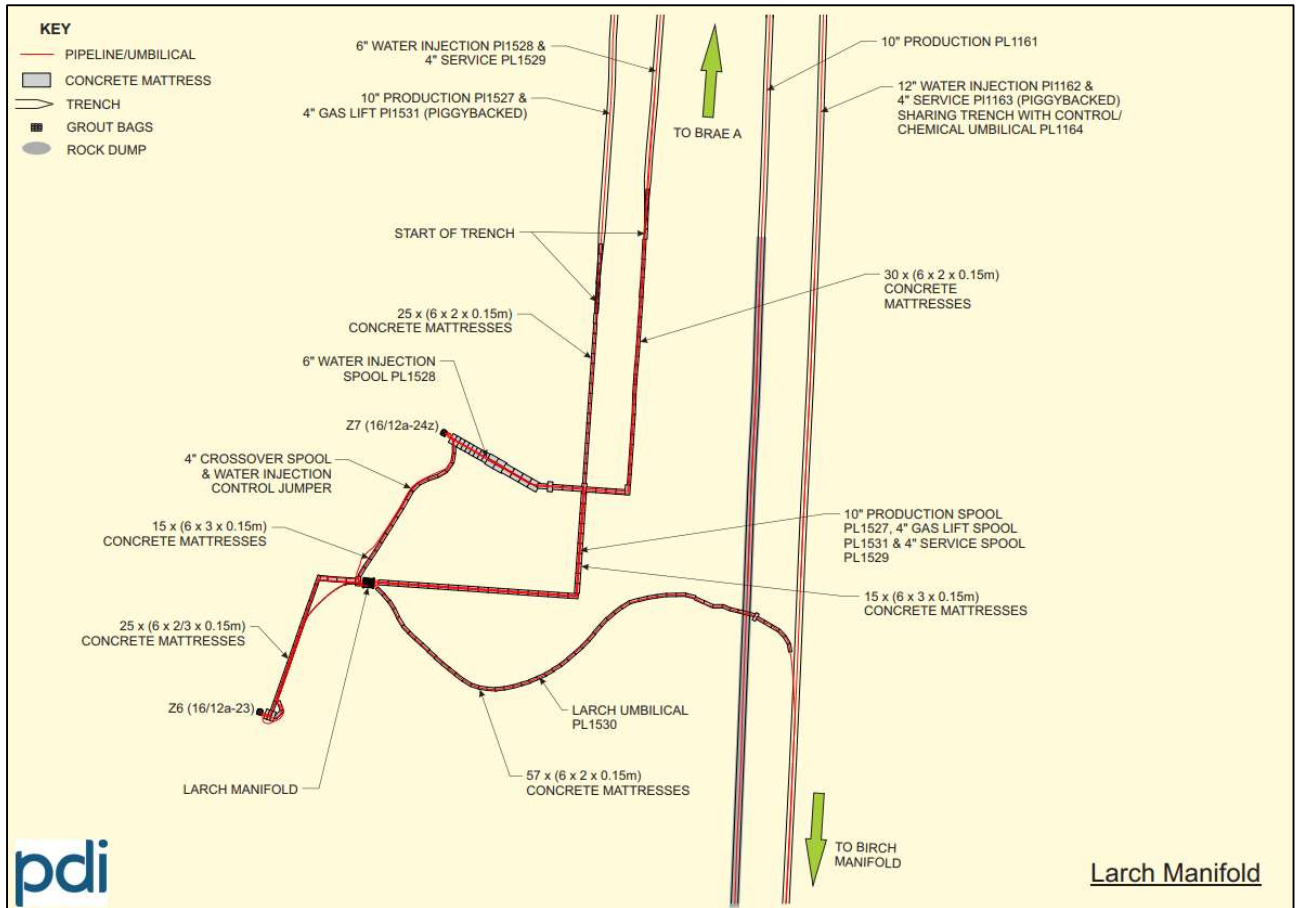 KEY
PIPELINE/UMBILICAL
CONCRETE MATTRESS
TRENCH
GROUT BAGS
ROCK DUMP
6" WATER INJECTION PI1528 &
4" SERVICE PL1529
10" PRODUCTION PI1527 &
4" GAS LIFT PI1531 (PIGGYBACKED)
TO BRAE A
10" PRODUCTION PL1161
12" WATER INJECTION PI1162 &
4" SERVICE PI1163 (PIGGYBACKED)
SHARING TRENCH WITH CONTROL/
CHEMICAL UMBILICAL PL1164
START OF TRENCH
30 x (6 x 2 x 0.15m)
CONCRETE
MATTRESSES
25 x (6 x 2 x 0.15m)
CONCRETE MATTRESSES
6" WATER INJECTION
SPOOL PL1528
Z7 (16/12a-24z)
4" CROSSOVER SPOOL
& WATER INJECTION
CONTROL JUMPER
15 x (6 x 3 x 0.15m)
CONCRETE MATTRESSES
10" PRODUCTION SPOOL
PL1527, 4" GAS LIFT SPOOL
PL1531 & 4" SERVICE SPOOL
PL1529
15 x (6 x 3 x 0.15m)
CONCRETE MATTRESSES
25 x (6 x 2/3 x 0.15m)
CONCRETE MATTRESSES
Z6 (16/12a-23)
LARCH UMBILICAL
PL1530
LARCH MANIFOLD
57 x (6 x 2 x 0.15m)
CONCRETE MATTRESSES
TO BIRCH
MANIFOLD
pdi
Larch Manifold